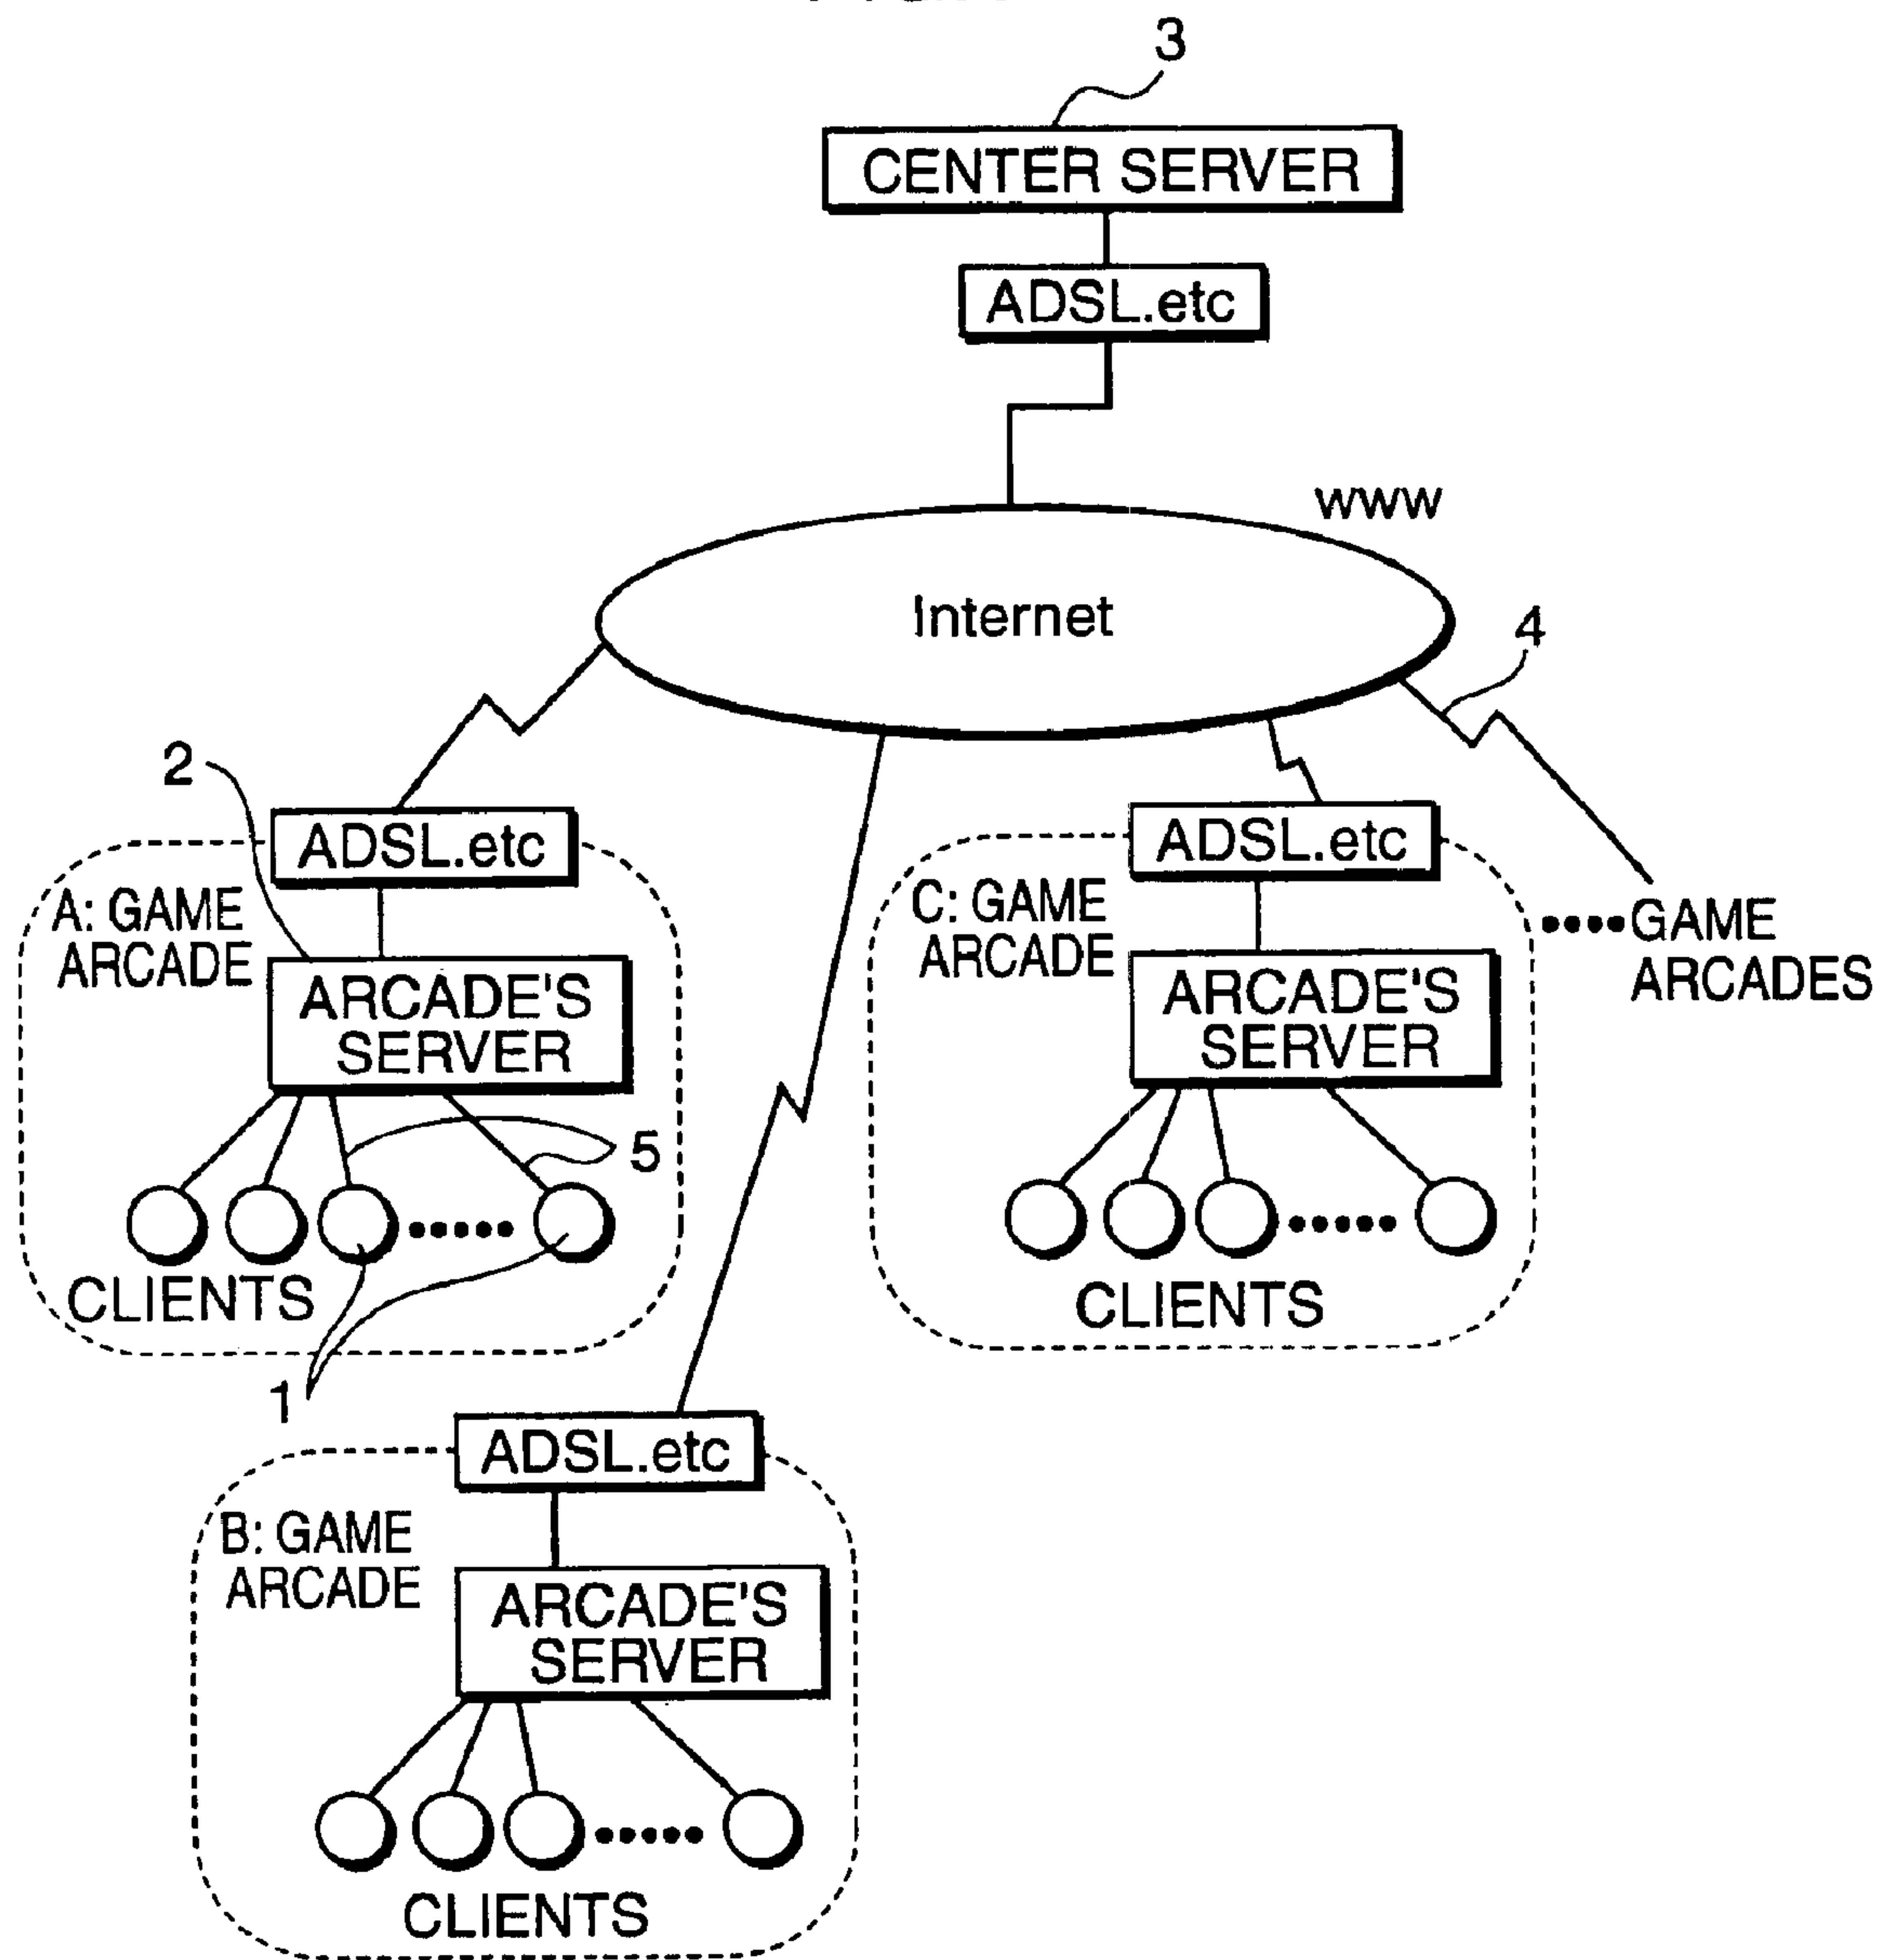 3
CENTER SERVER
ADSL.etc
www
Internet
4
2
ADSL.etc
A: GAME
ARCADE
ARCADE'S
SERVER
5
CLIENTS
1
ADSL.etc
C: GAME
ARCADE
ARCADE'S
SERVER
CLIENTS
GAME
ARCADES
ADSL.etc
B: GAME
ARCADE
ARCADE'S
SERVER
CLIENTS